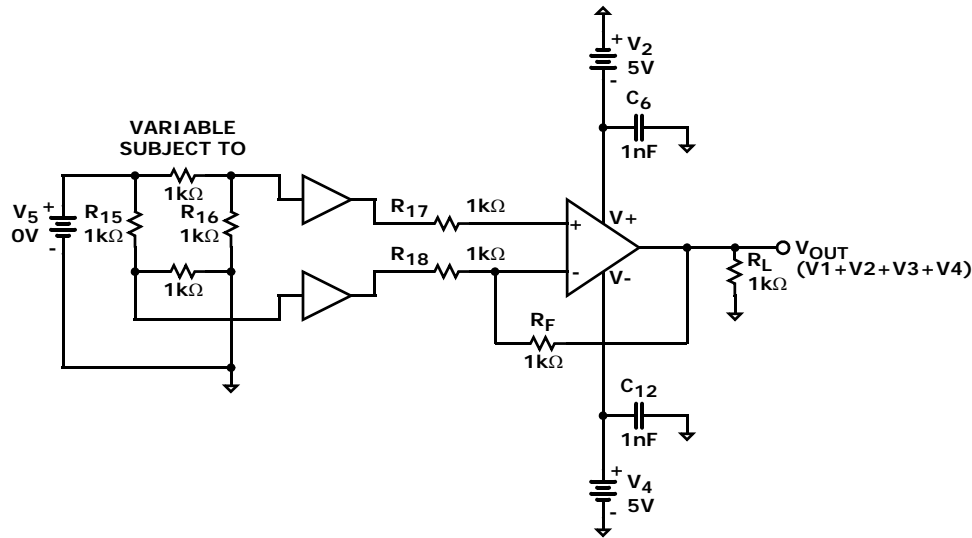 + V2
5V
-
C6
1nF
VARIABLE
SUBJECT TO
1kΩ
V5 +
0V
-
R15
1kΩ
R16
1kΩ
1kΩ
R17 1kΩ
R18 1kΩ
+
-
V+
V-
RF
1kΩ
VOUT
(V1+V2+V3+V4)
RL
1kΩ
C12
1nF
+ V4
5V
-